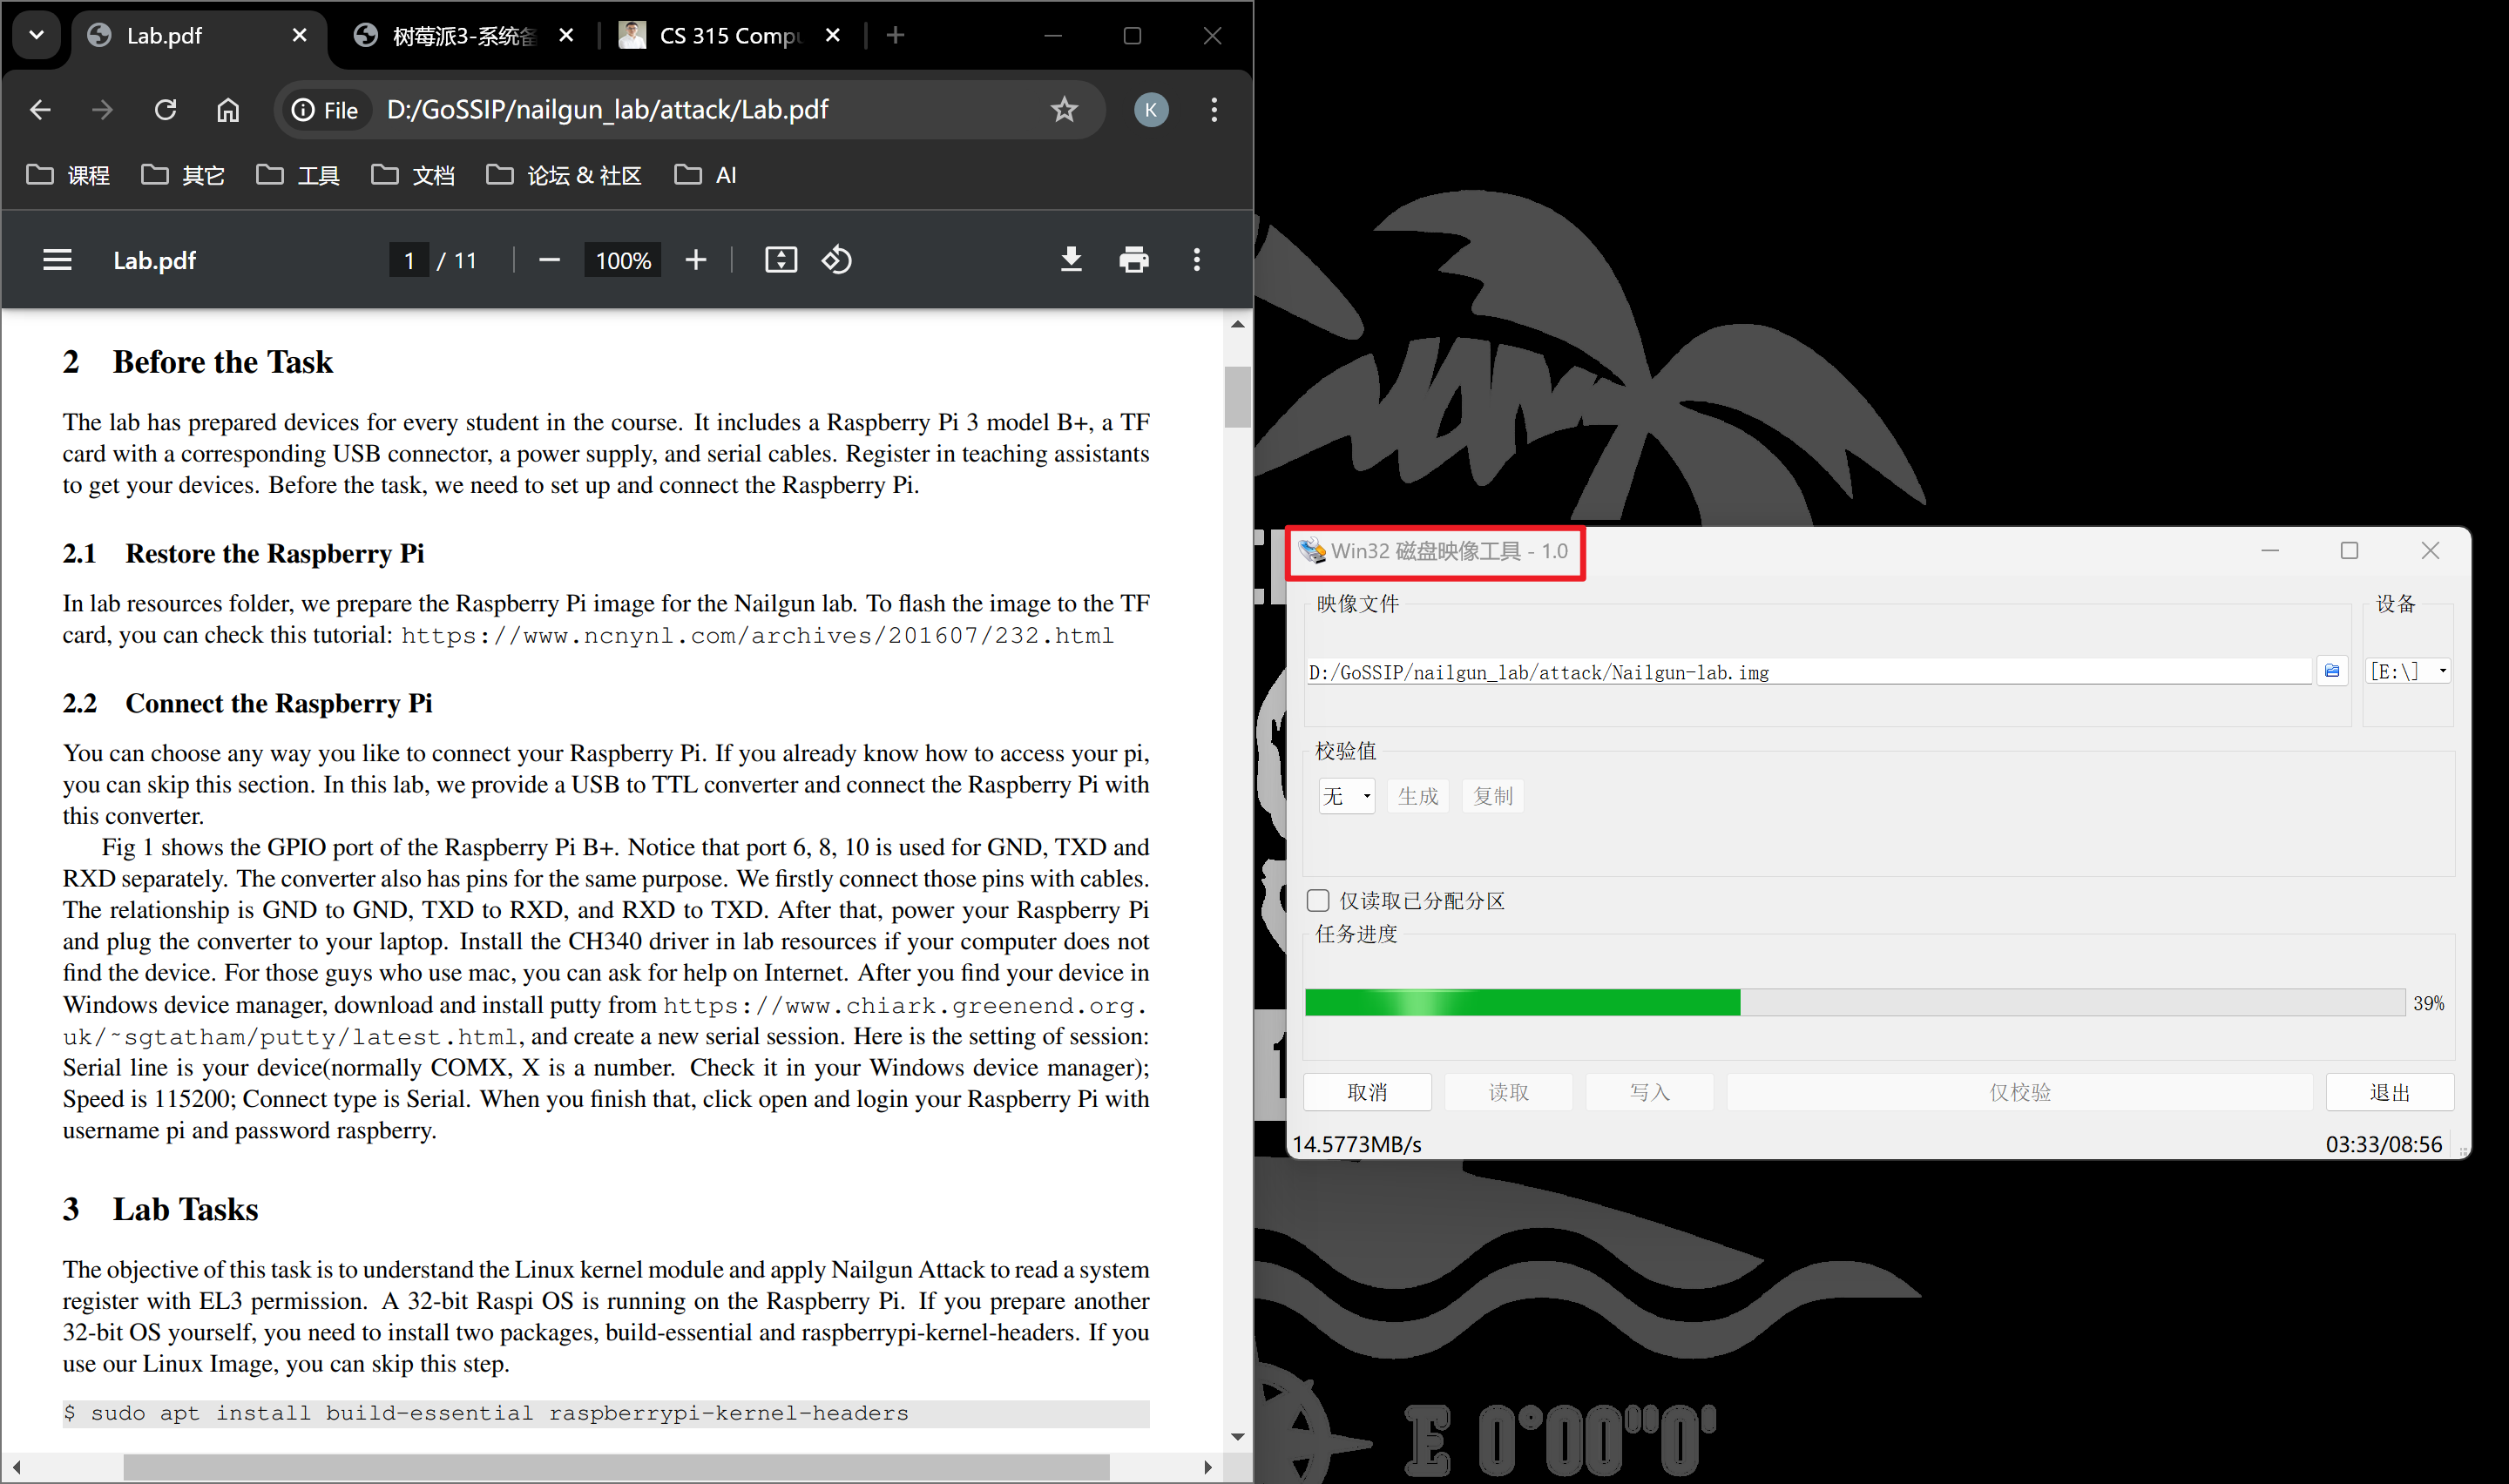 Lab.pdf
树莓派3-系统备
CS 315 Compu
File
D:/GoSSIP/nailgun_lab/attack/Lab.pdf
K
课程
其它
工具
文档
论坛 & 社区
AI
Lab.pdf
1 / 11
100%
2 Before the Task
The lab has prepared devices for every student in the course. It includes a Raspberry Pi 3 model B+, a TF
card with a corresponding USB connector, a power supply, and serial cables. Register in teaching assistants
to get your devices. Before the task, we need to set up and connect the Raspberry Pi.
2.1 Restore the Raspberry Pi
In lab resources folder, we prepare the Raspberry Pi image for the Nailgun lab. To flash the image to the TF
card, you can check this tutorial: https://www.ncnynl.com/archives/201607/232.html
2.2 Connect the Raspberry Pi
You can choose any way you like to connect your Raspberry Pi. If you already know how to access your pi,
you can skip this section. In this lab, we provide a USB to TTL converter and connect the Raspberry Pi with
this converter.
Fig 1 shows the GPIO port of the Raspberry Pi B+. Notice that port 6, 8, 10 is used for GND, TXD and
RXD separately. The converter also has pins for the same purpose. We firstly connect those pins with cables.
The relationship is GND to GND, TXD to RXD, and RXD to TXD. After that, power your Raspberry Pi
and plug the converter to your laptop. Install the CH340 driver in lab resources if your computer does not
find the device. For those guys who use mac, you can ask for help on Internet. After you find your device in
Windows device manager, download and install putty from https://www.chiark.greenend.org.
uk/~sgtatham/putty/latest.html, and create a new serial session. Here is the setting of session:
Serial line is your device(normally COMX, X is a number. Check it in your Windows device manager);
Speed is 115200; Connect type is Serial. When you finish that, click open and login your Raspberry Pi with
username pi and password raspberry.
3 Lab Tasks
The objective of this task is to understand the Linux kernel module and apply Nailgun Attack to read a system
register with EL3 permission. A 32-bit Raspi OS is running on the Raspberry Pi. If you prepare another
32-bit OS yourself, you need to install two packages, build-essential and raspberrypi-kernel-headers. If you
use our Linux Image, you can skip this step.
$ sudo apt install build-essential raspberrypi-kernel-headers
Win32 磁盘映像工具 - 1.0
映像文件
设备
D:/GoSSIP/nailgun_lab/attack/Nailgun-lab.img
[E:\]
校验值
无
生成
复制
仅读取已分配分区
任务进度
39%
取消
读取
写入
仅校验
退出
14.5773MB/s
03:33/08:56
E 0°00"0'